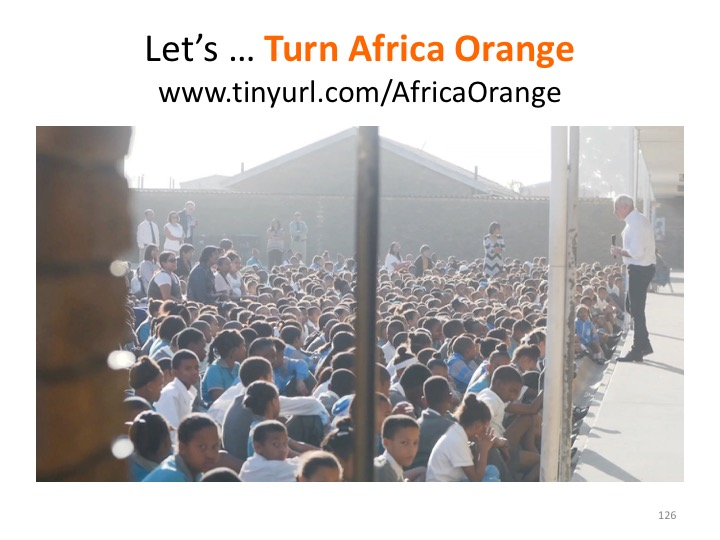 Let’s … Turn Africa Orange
www.tinyurl.com/AfricaOrange
126